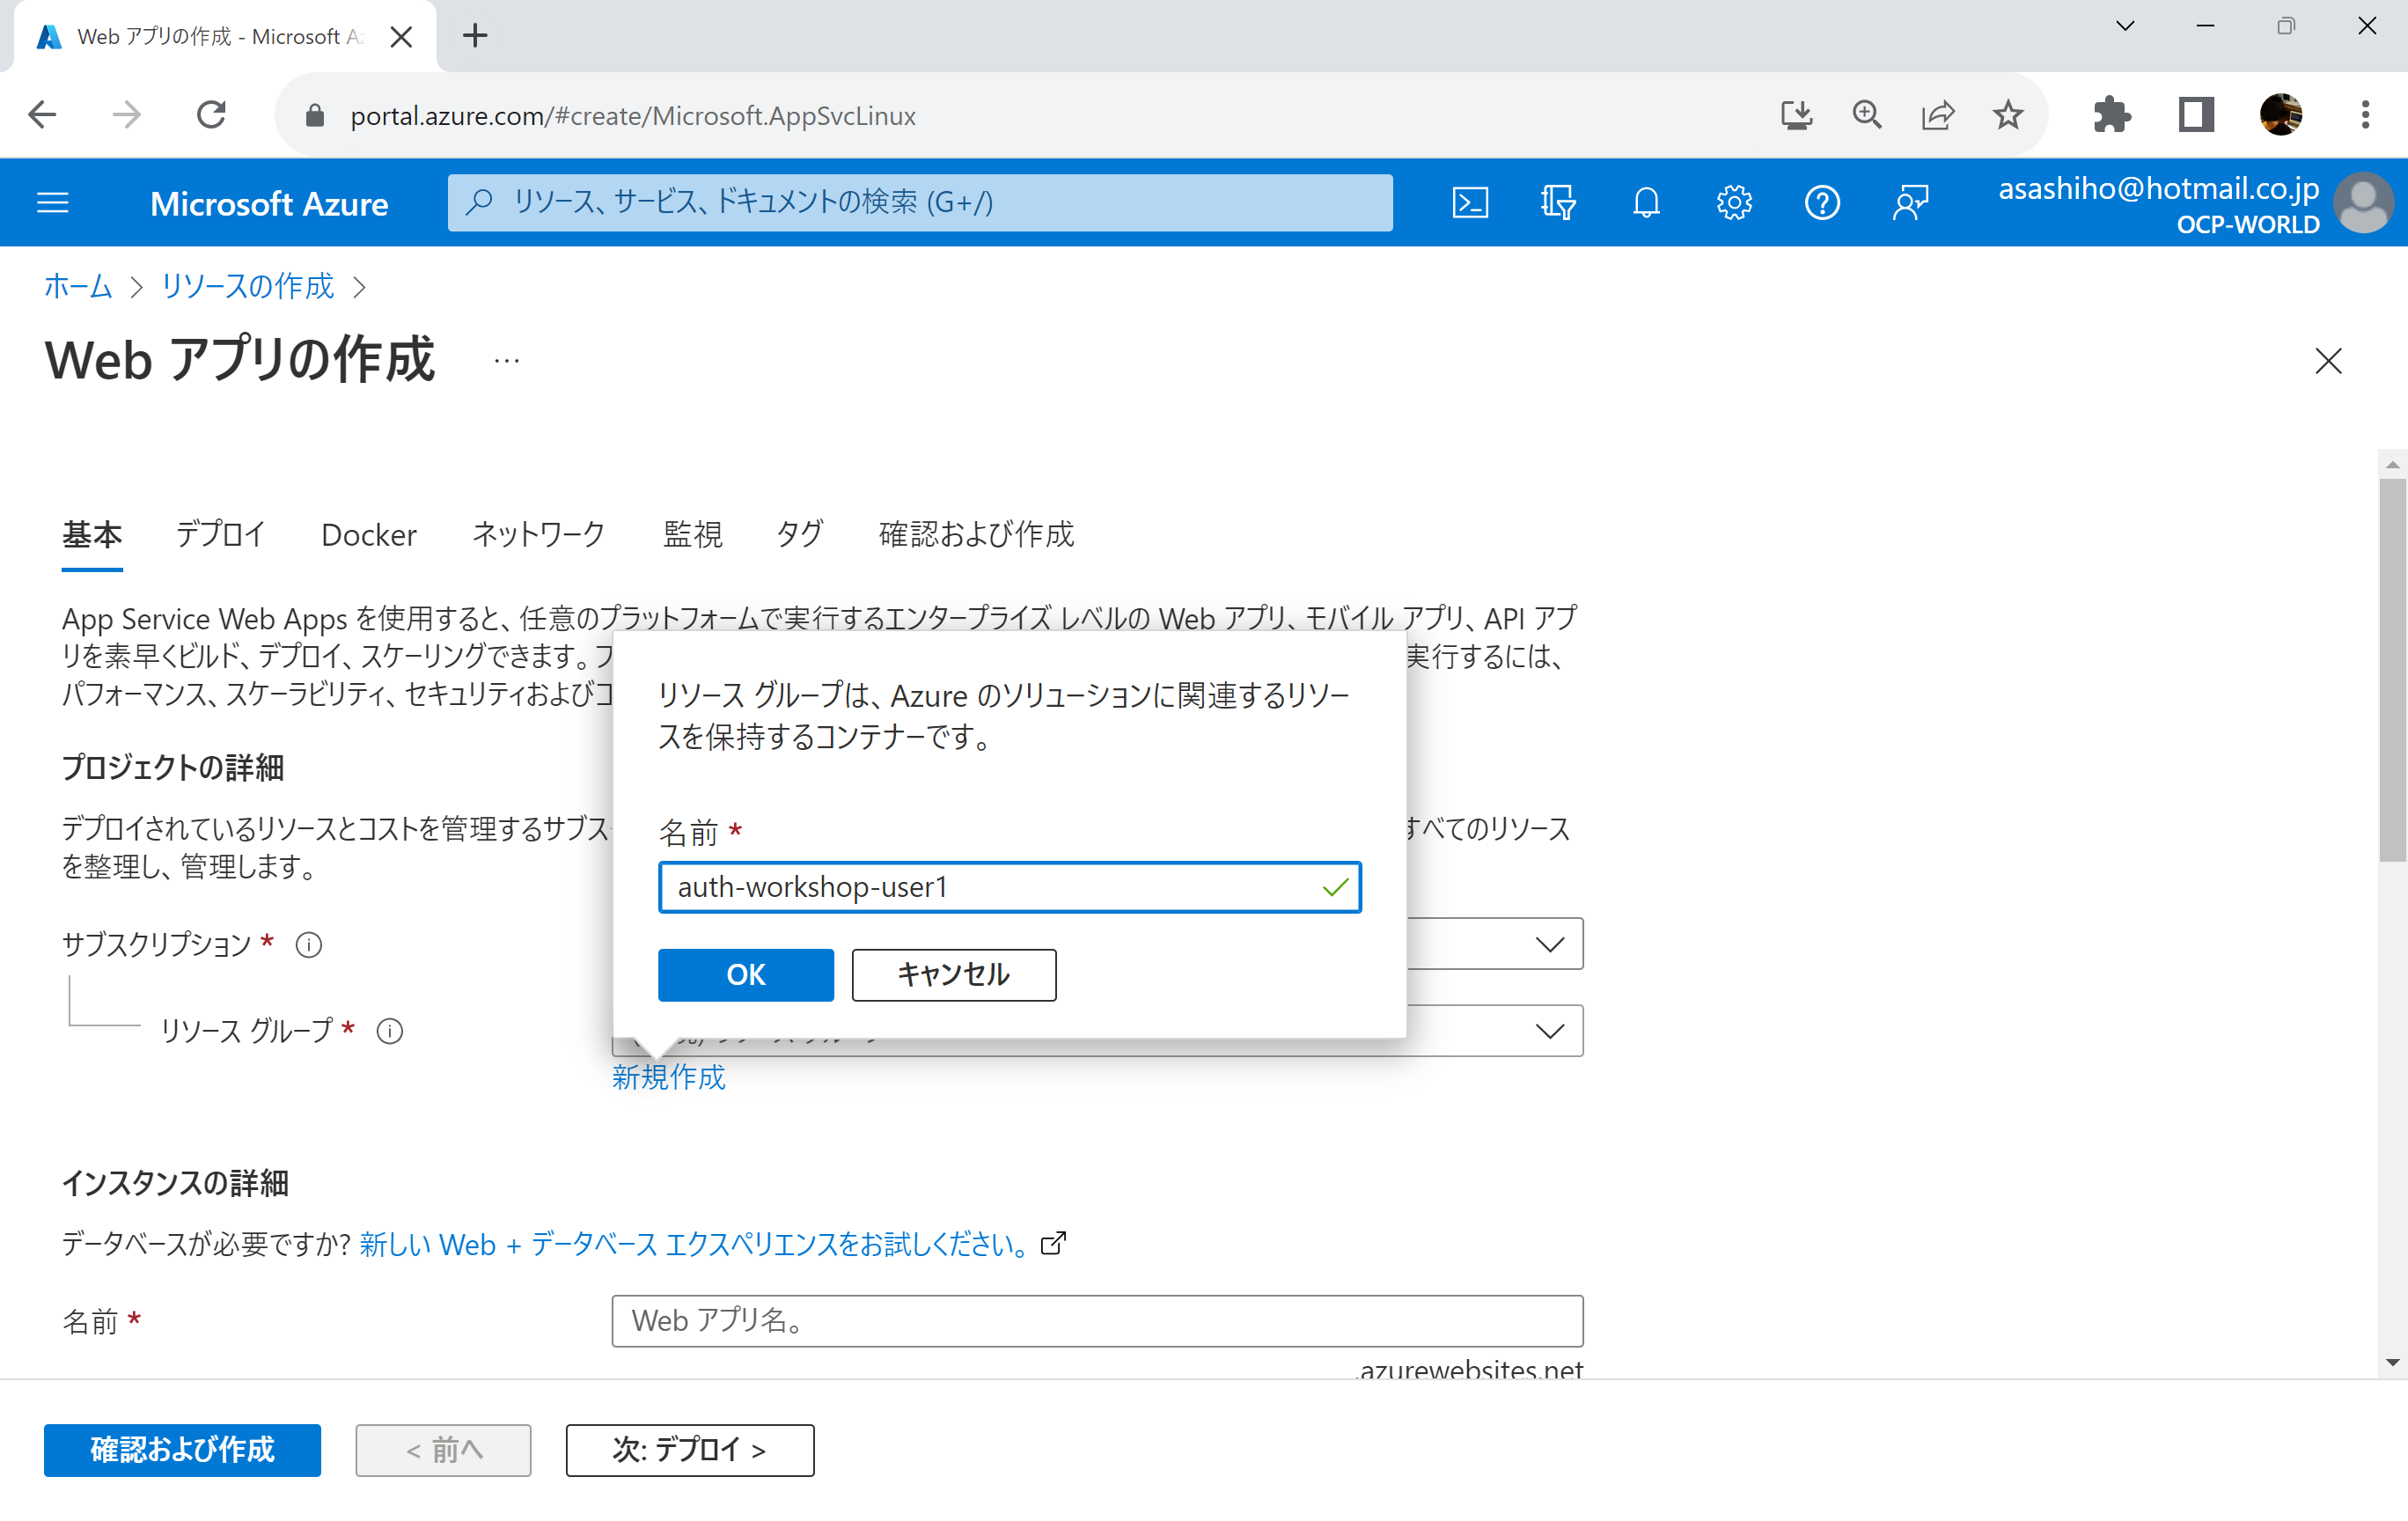 Web アプリの作成 - Microsoft Az
portal.azure.com/#create/Microsoft.AppSvcLinux
Microsoft Azure
リソース、サービス、ドキュメントの検索 (G+/)
asashiho@hotmail.co.jp
OCP-WORLD
ホーム > リソースの作成 >
Web アプリの作成 ...
基本 デプロイ Docker ネットワーク 監視 タグ 確認および作成
App Service Web Apps を使用すると、任意のプラットフォームで実行するエンタープライズ レベルの Web アプリ、モバイル アプリ、API アプ
リを素早くビルド、デプロイ、スケーリングできます。フ 実行するには、
パフォーマンス、スケーラビリティ、セキュリティおよびコ
リソース グループは、Azure のソリューションに関連するリソー
スを保持するコンテナーです。
名前 *
auth-workshop-user1
OK キャンセル
プロジェクトの詳細
デプロイされているリソースとコストを管理するサブス すべてのリソース
を整理し、管理します。
サブスクリプション *
リソース グループ *
新規作成
インスタンスの詳細
データベースが必要ですか? 新しい Web + データベース エクスペリエンスをお試しください。
名前 *
Web アプリ名。
.azurewebsites.net
確認および作成
< 前へ
次: デプロイ >